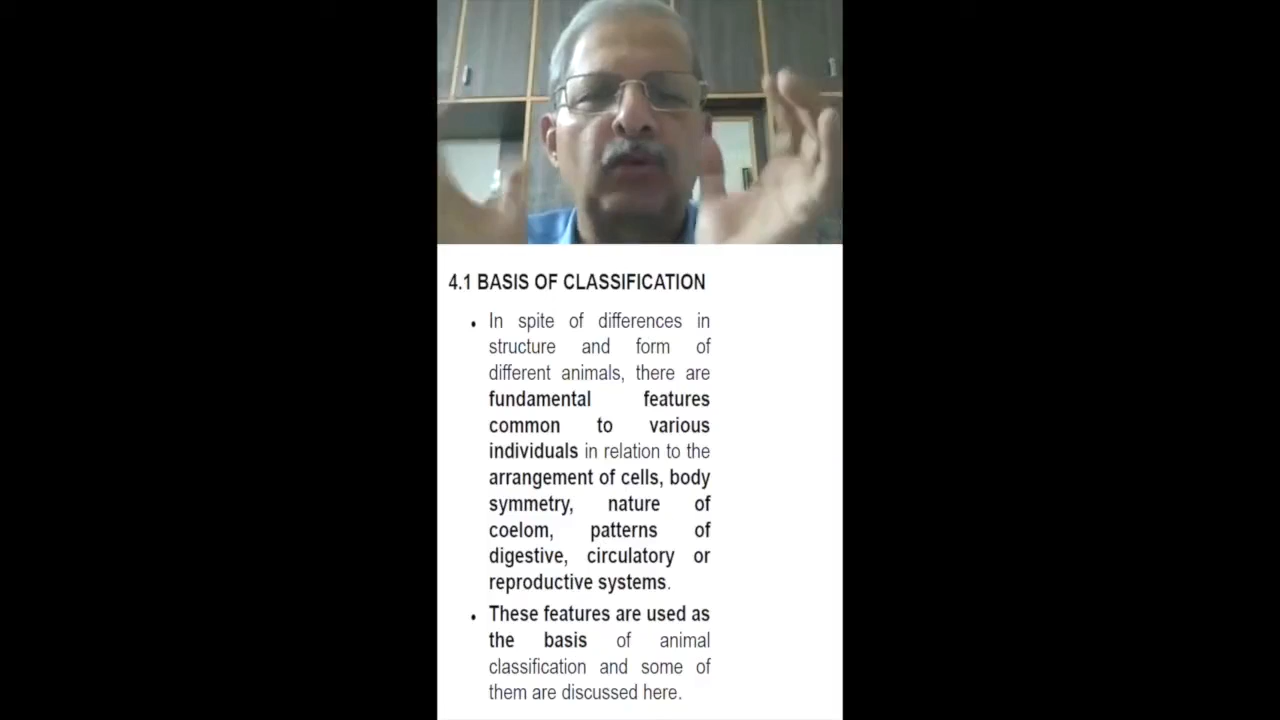 4.1 BASIS OF CLASSIFICATION
• In spite of differences in
structure and form of
different animals, there are
fundamental features
common to various
individuals in relation to the
arrangement of cells, body
symmetry, nature of
coelom, patterns of
digestive, circulatory or
reproductive systems.
• These features are used as
the basis of animal
classification and some of
them are discussed here.